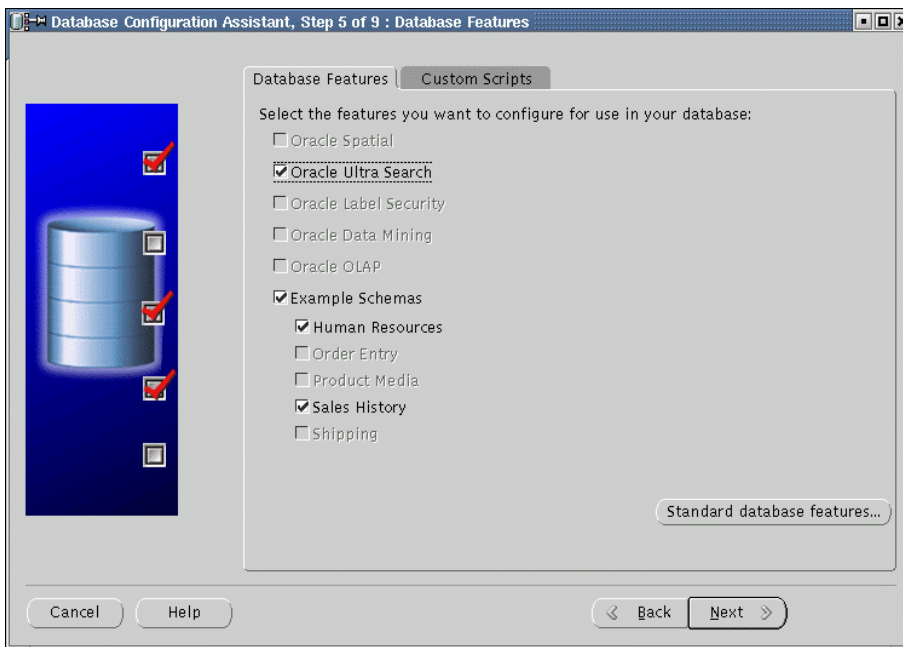 Database Configuration Assistant, Step 5 of 9 : Database Features
Database Features
Custom Scripts
Select the features you want to configure for use in your database:
Oracle Spatial
Oracle Ultra Search
Oracle Label Security
Oracle Data Mining
Oracle OLAP
Example Schemas
Human Resources
Order Entry
Product Media
Sales History
Shipping
Standard database features...
Cancel
Help
Back
Next